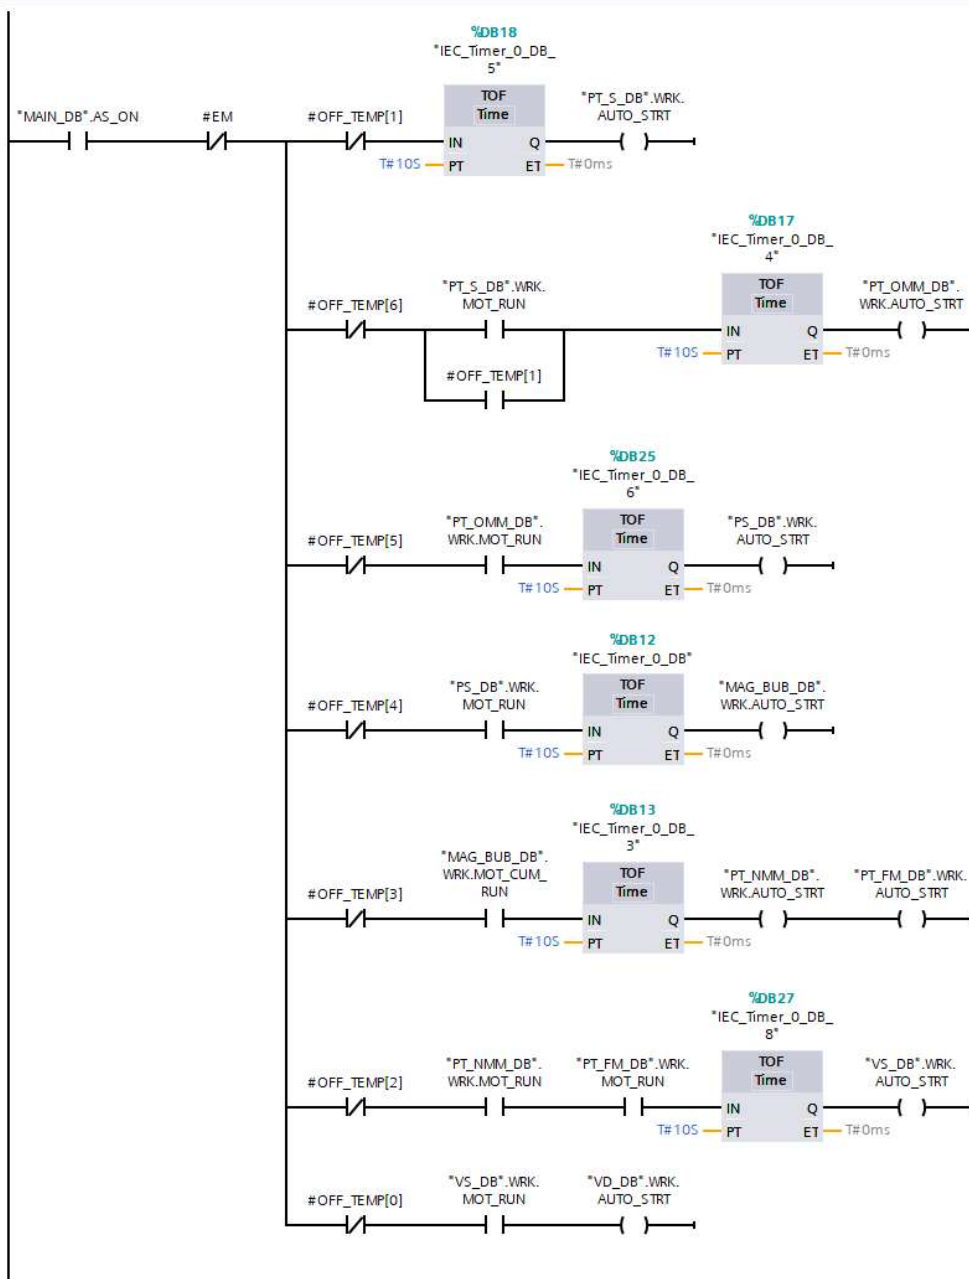 %DB18
"IEC_Timer_0_DB_
5"
TOF
Time
"PT_S_DB".WRK.
AUTO_STRT
"MAIN_DB".AS_ON
#EM
#OFF_TEMP[1]
IN
Q
T#10S
PT
ET
T#0ms
%DB17
"IEC_Timer_0_DB_
4"
TOF
Time
"PT_OMM_DB".
WRK.AUTO_STRT
#OFF_TEMP[6]
"PT_S_DB".WRK.
MOT_RUN
IN
Q
T#10S
PT
ET
T#0ms
#OFF_TEMP[1]
%DB25
"IEC_Timer_0_DB_
6"
TOF
Time
#OFF_TEMP[5]
"PT_OMM_DB".
WRK.MOT_RUN
"PS_DB".WRK.
AUTO_STRT
IN
Q
T#10S
PT
ET
T#0ms
%DB12
"IEC_Timer_0_DB"
TOF
Time
#OFF_TEMP[4]
"PS_DB".WRK.
MOT_RUN
"MAG_BUB_DB".
WRK.AUTO_STRT
IN
Q
T#10S
PT
ET
T#0ms
%DB13
"IEC_Timer_0_DB_
3"
TOF
Time
#OFF_TEMP[3]
"MAG_BUB_DB".
WRK.MOT_CUM_
RUN
"PT_NMM_DB".
WRK.AUTO_STRT
"PT_FM_DB".WRK.
AUTO_STRT
IN
Q
T#10S
PT
ET
T#0ms
%DB27
"IEC_Timer_0_DB_
8"
TOF
Time
#OFF_TEMP[2]
"PT_NMM_DB".
WRK.MOT_RUN
"PT_FM_DB".WRK.
MOT_RUN
"VS_DB".WRK.
AUTO_STRT
IN
Q
T#10S
PT
ET
T#0ms
#OFF_TEMP[0]
"VS_DB".WRK.
MOT_RUN
"VD_DB".WRK.
AUTO_STRT